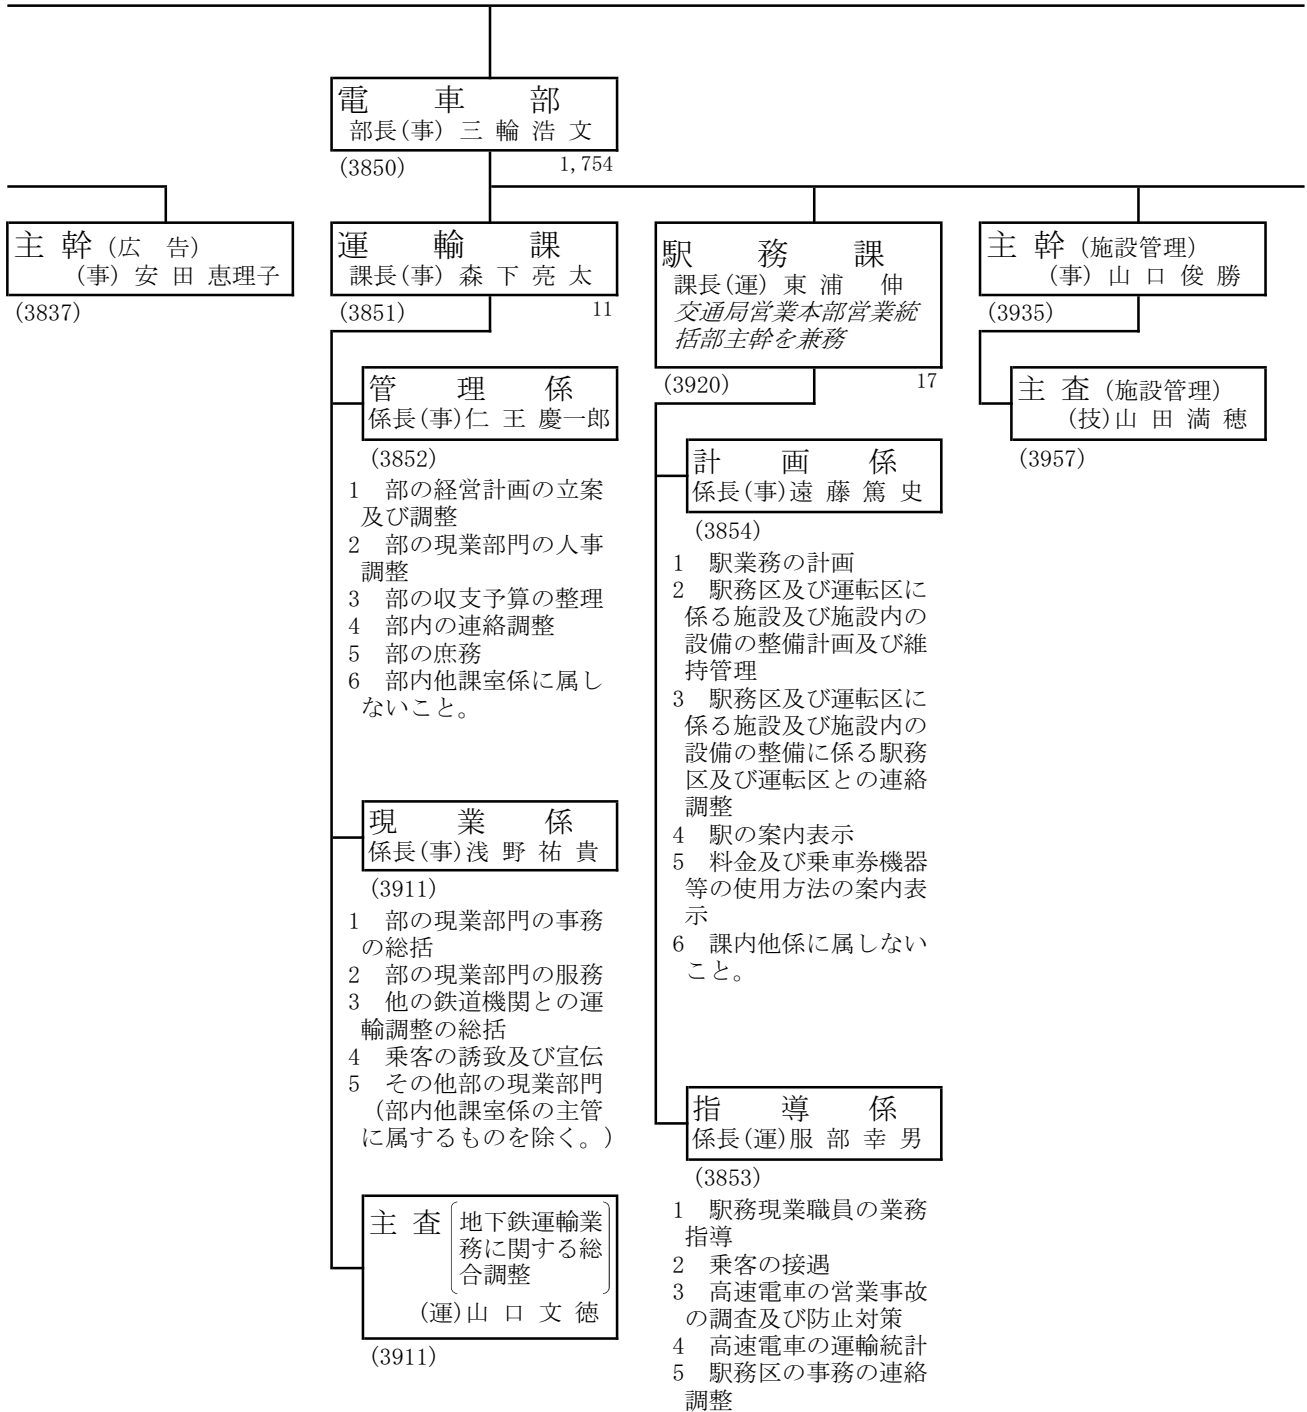 電車部
部長(事) 三輪浩文
(3850) 1,754
主幹(広告)
(事) 安田恵理子
(3837)
運輸課
課長(事) 森下亮太
(3851) 11
管理係
係長(事)仁王慶一郎
(3852)
1 部の経営計画の立案
及び調整
2 部の現業部門の人事
調整
3 部の収支予算の整理
4 部内の連絡調整
5 部の庶務
6 部内他課室係に属し
ないこと。
現業係
係長(事)浅野祐貴
(3911)
1 部の現業部門の事務
の総括
2 部の現業部門の服務
3 他の鉄道機関との運
輸調整の総括
4 乗客の誘致及び宣伝
5 その他部の現業部門
(部内他課室係の主管
に属するものを除く。)
主査
地下鉄運輸業
務に関する総
合調整
(運)山口文徳
(3911)
駅務課
課長(運) 東浦 伸
交通局営業本部営業統
括部主幹を兼務
(3920) 17
計画係
係長(事)遠藤篤史
(3854)
1 駅業務の計画
2 駅務区及び運転区に
係る施設及び施設内の
設備の整備計画及び維
持管理
3 駅務区及び運転区に
係る施設及び施設内の
設備の整備に係る駅務
区及び運転区との連絡
調整
4 駅の案内表示
5 料金及び乗車券機器
等の使用方法の案内表
示
6 課内他係に属しない
こと。
指導係
係長(運)服部幸男
(3853)
1 駅務現業職員の業務
指導
2 乗客の接遇
3 高速電車の営業事故
の調査及び防止対策
4 高速電車の運輸統計
5 駅務区の事務の連絡
調整
主幹(施設管理)
(事) 山口俊勝
(3935)
主査(施設管理)
(技)山田満穂
(3957)